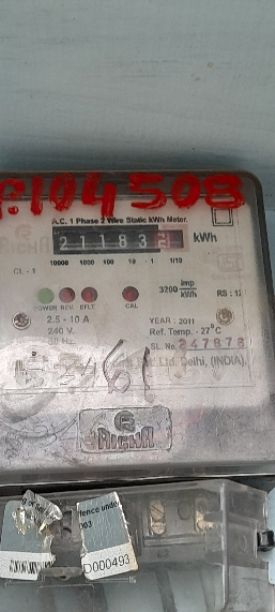 104508
A.C. 1 Phase 2 Wire Static kWh Meter.
211832 kWh
10000 1000 100 10 1 1/10
CL - 1
3200 imp/kWh
POWER REV. EFLT CAL
2.5 - 10 A
YEAR : 2011
240 V.
Ref. Temp. - 27°C
SL. No. 247878
Ltd. Delhi, (INDIA).
RICHA
D000493